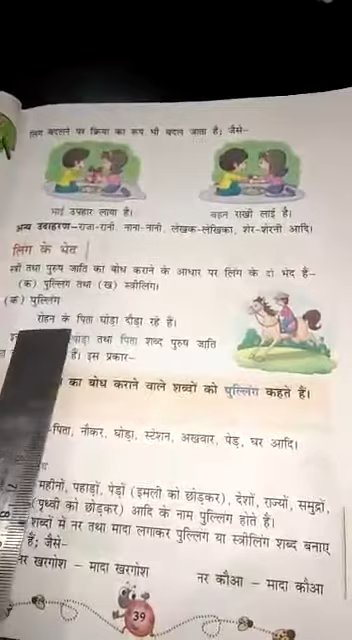 लिंग बदलने पर क्रिया का रूप भी बदल जाता है। जैसे–
भाई उपहार लाया है।
बहन राखी लाई है।
अन्य उदाहरण–राजा-रानी, नाना-नानी, लेखक-लेखिका, शेर-शेरनी आदि।
लिंग के भेद
स्त्री तथा पुरुष जाति का बोध कराने के आधार पर लिंग के दो भेद हैं–
(क) पुल्लिंग तथा (ख) स्त्रीलिंग।
(क) पुल्लिंग
रोहन के पिता घोड़ा दौड़ा रहे हैं।
घोड़ा तथा पिता शब्द पुरुष जाति
हैं। इस प्रकार–
का बोध कराने वाले शब्दों को पुल्लिंग कहते हैं।
–पिता, नौकर, घोड़ा, स्टेशन, अखबार, पेड़, घर आदि।
महीनों, पहाड़ों, पेड़ों (इमली को छोड़कर), देशों, राज्यों, समुद्रों,
(पृथ्वी को छोड़कर) आदि के नाम पुल्लिंग होते हैं।
शब्दों में नर तथा मादा लगाकर पुल्लिंग या स्त्रीलिंग शब्द बनाए
हैं; जैसे–
नर खरगोश – मादा खरगोश
नर कौआ – मादा कौआ
39